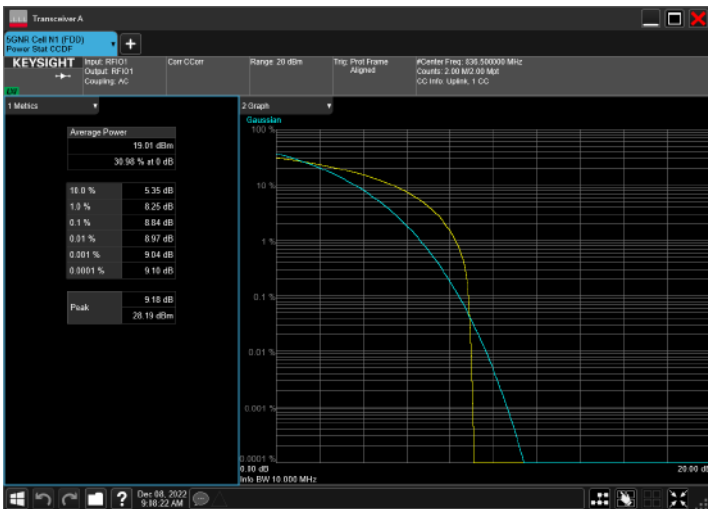 Transceiver A
5GNR Cell N1 (FDD)
Power Stat CCDF
KEYSIGHT
Input: RFIO1
Output: RFIO1
Coupling: AC
Corr CCorr
Range: 20 dBm
Trig: Prot Frame
Aligned
#Center Freq: 836.500000 MHz
Counts: 2.00 M/2.00 Mpt
CC Info: Uplink, 1 CC
1 Metrics
Average Power
19.01 dBm
30.98 % at 0 dB
10.0 % 5.35 dB
1.0 % 8.25 dB
0.1 % 8.84 dB
0.01 % 8.97 dB
0.001 % 9.04 dB
0.0001 % 9.10 dB
Peak
9.18 dB
28.19 dBm
2 Graph
Gaussian
100 %
10 %
1 %
0.1 %
0.01 %
0.001 %
0.0001 %
0.00 dB
20.00 dB
Info BW 10.000 MHz
Dec 08, 2022
9:18:22 AM